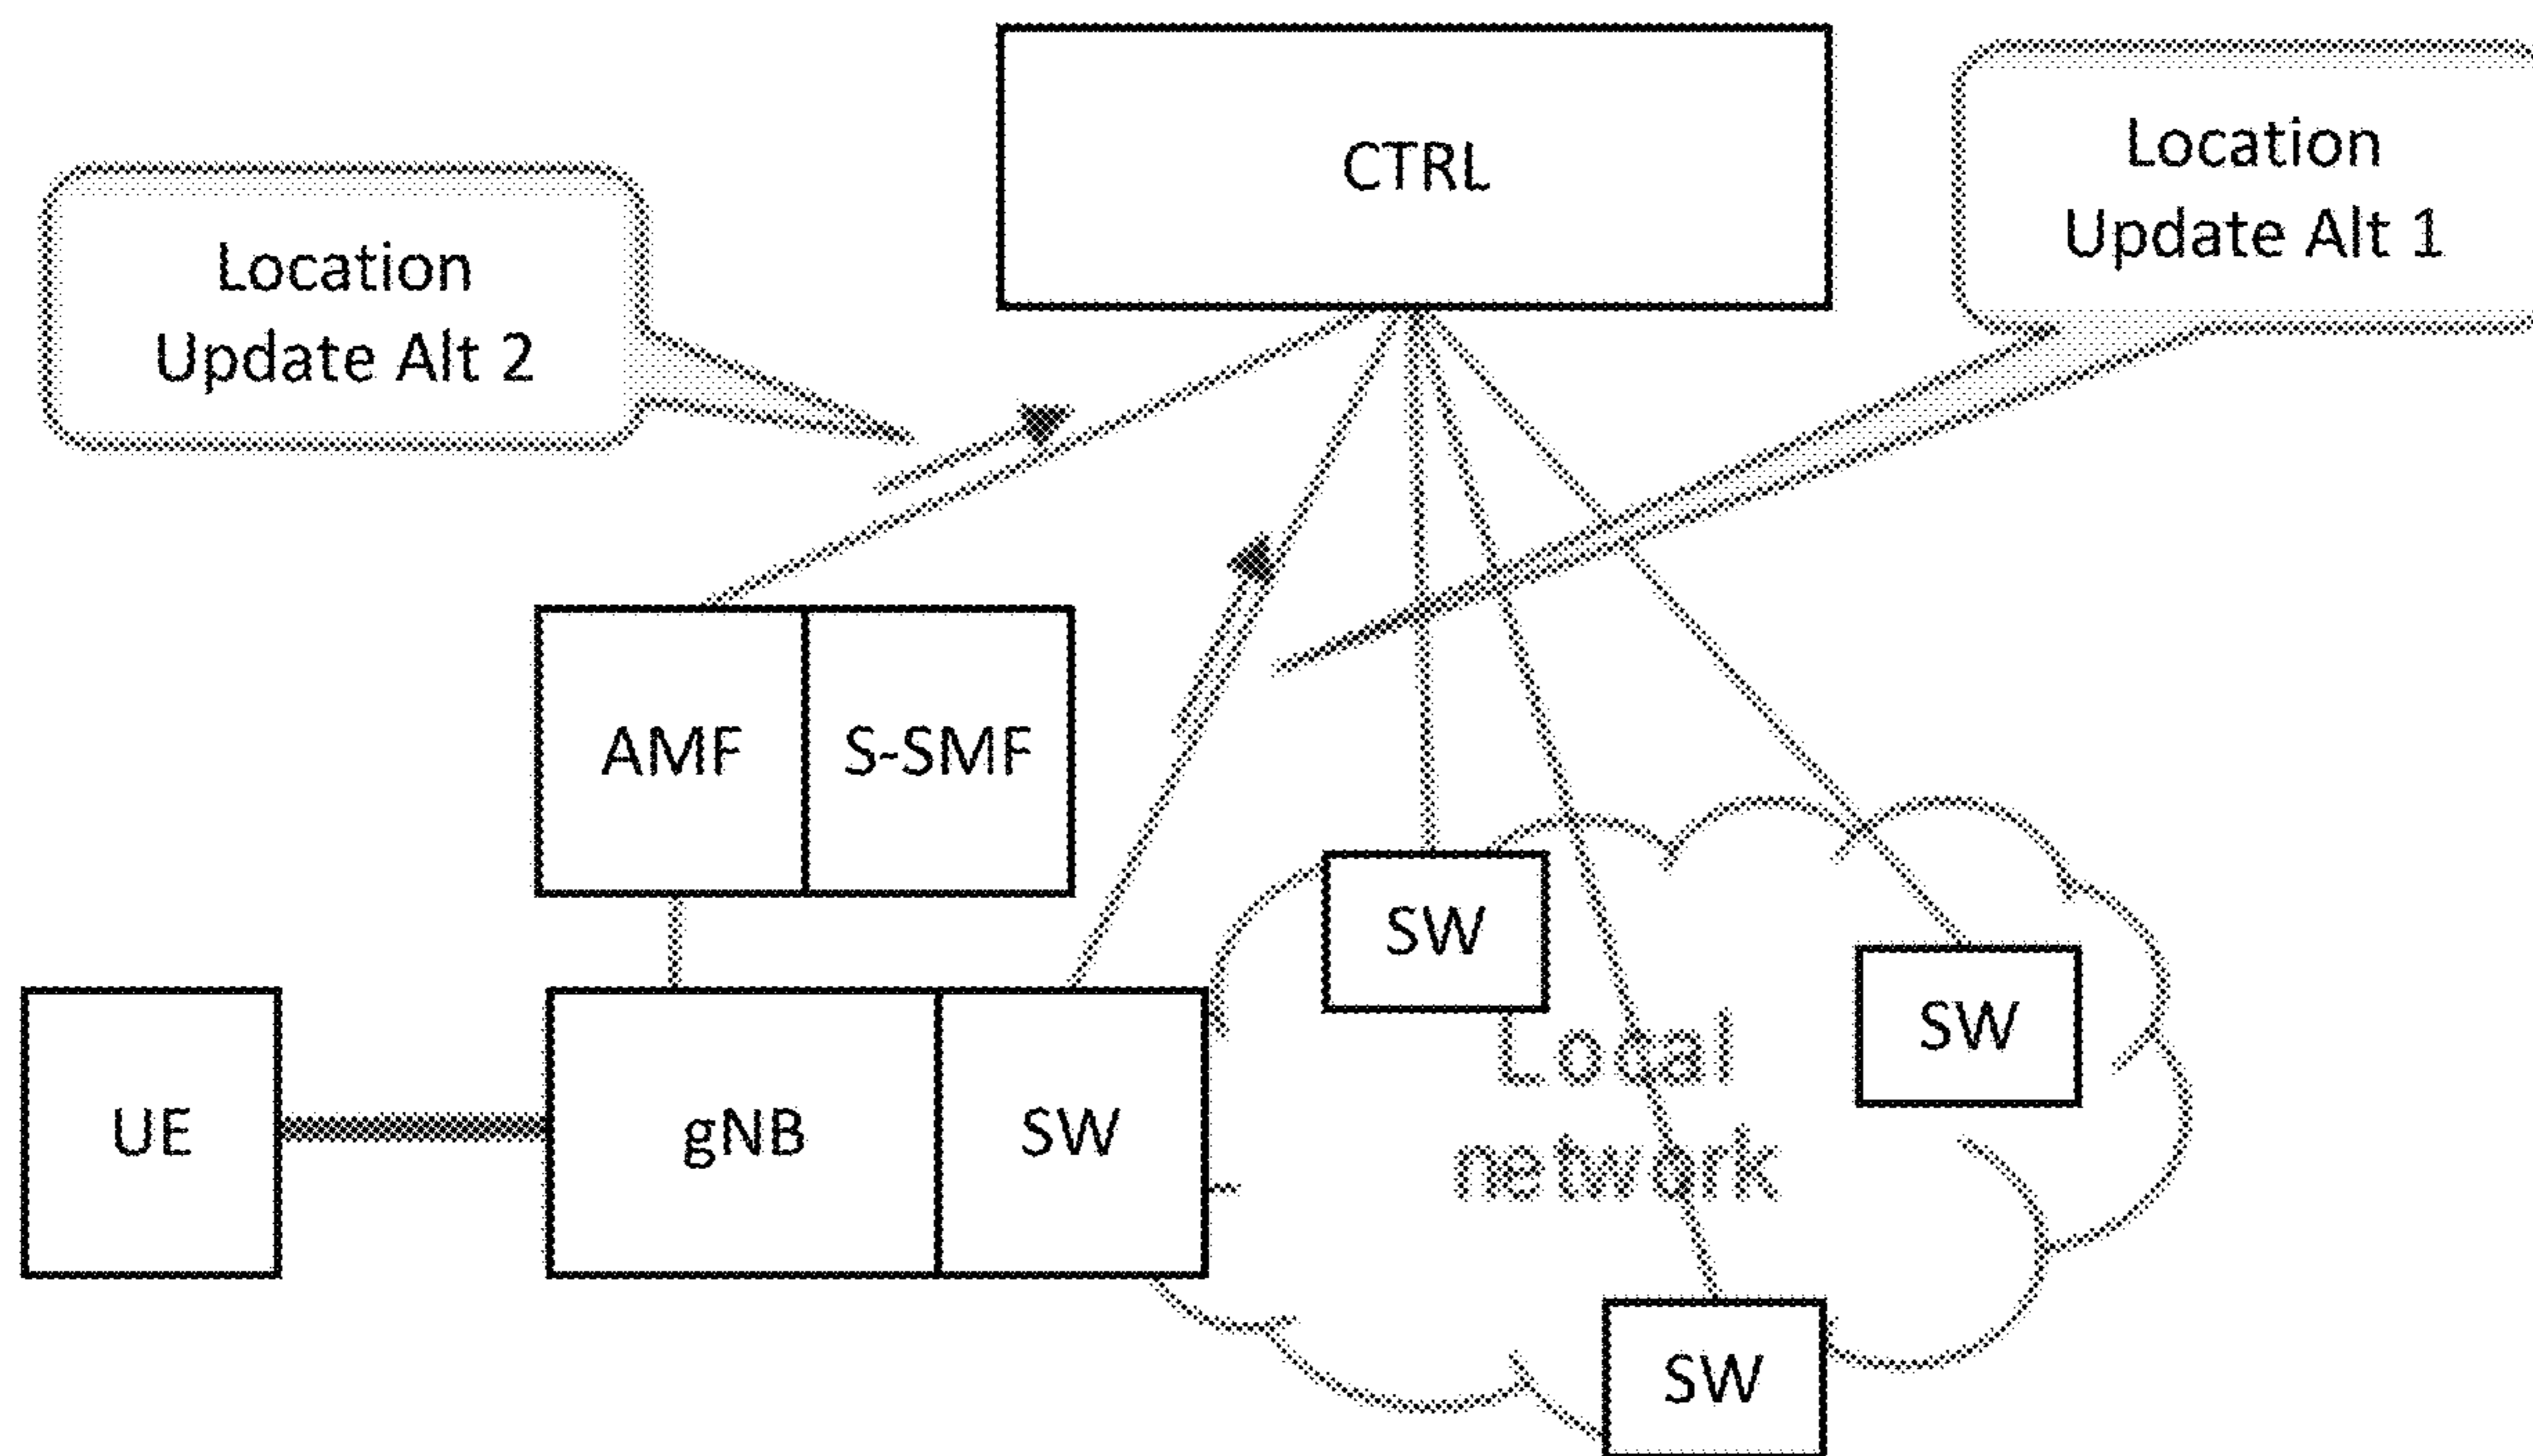 CTRL
Location
Update Alt 1
Location
Update Alt 2
AMF
S-SMF
SW
SW
Local
network
UE
gNB
SW
SW